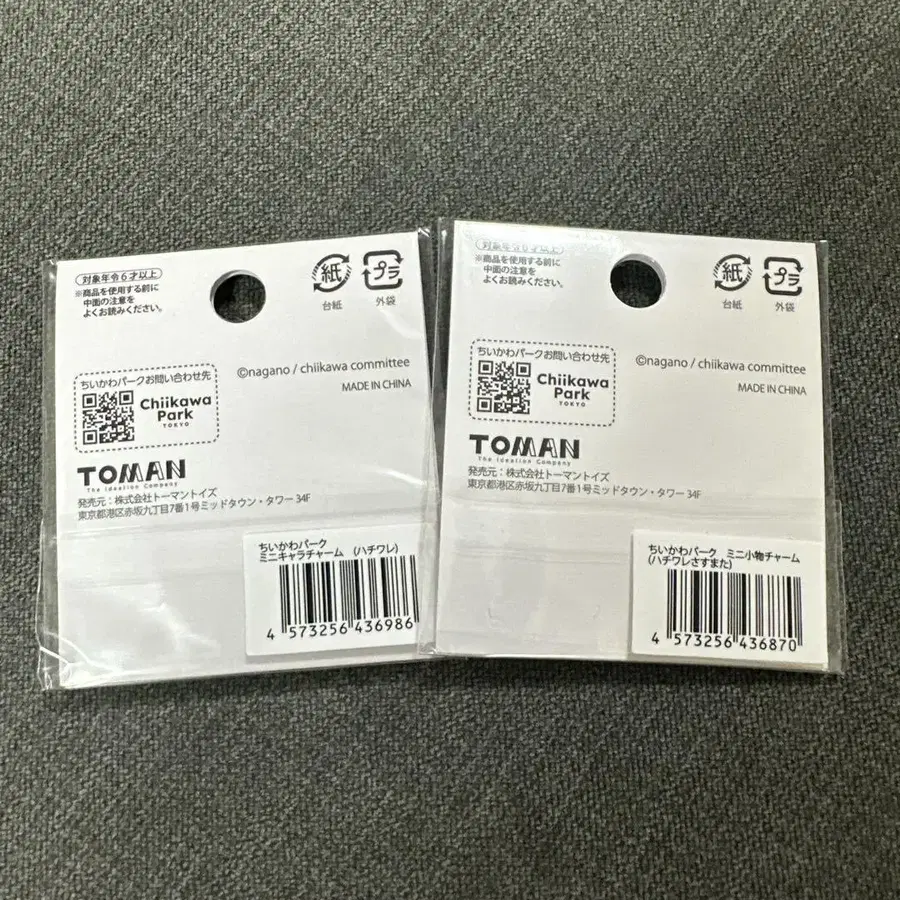 対象年令6才以上
※商品を使用する前に
中面の注意を
よくお読みください。
紙
台紙
プラ
外袋
ちいかわパークお問い合わせ先
Chiikawa
Park
TOKYO
©nagano / chiikawa committee
MADE IN CHINA
TOMAN
The Ideation Company
発売元：株式会社トーマントイズ
東京都港区赤坂九丁目7番1号ミッドタウン・タワー 34F
ちいかわパーク
ミニキャラチャーム （ハチワレ）
4 573256 436986
対象年令6才以上
※商品を使用する前に
中面の注意を
よくお読みください。
紙
台紙
プラ
外袋
ちいかわパークお問い合わせ先
Chiikawa
Park
TOKYO
©nagano / chiikawa committee
MADE IN CHINA
TOMAN
The Ideation Company
発売元：株式会社トーマントイズ
東京都港区赤坂九丁目7番1号ミッドタウン・タワー 34F
ちいかわパーク ミニ小物チャーム
（ハチワレさすまた）
4 573256 436870